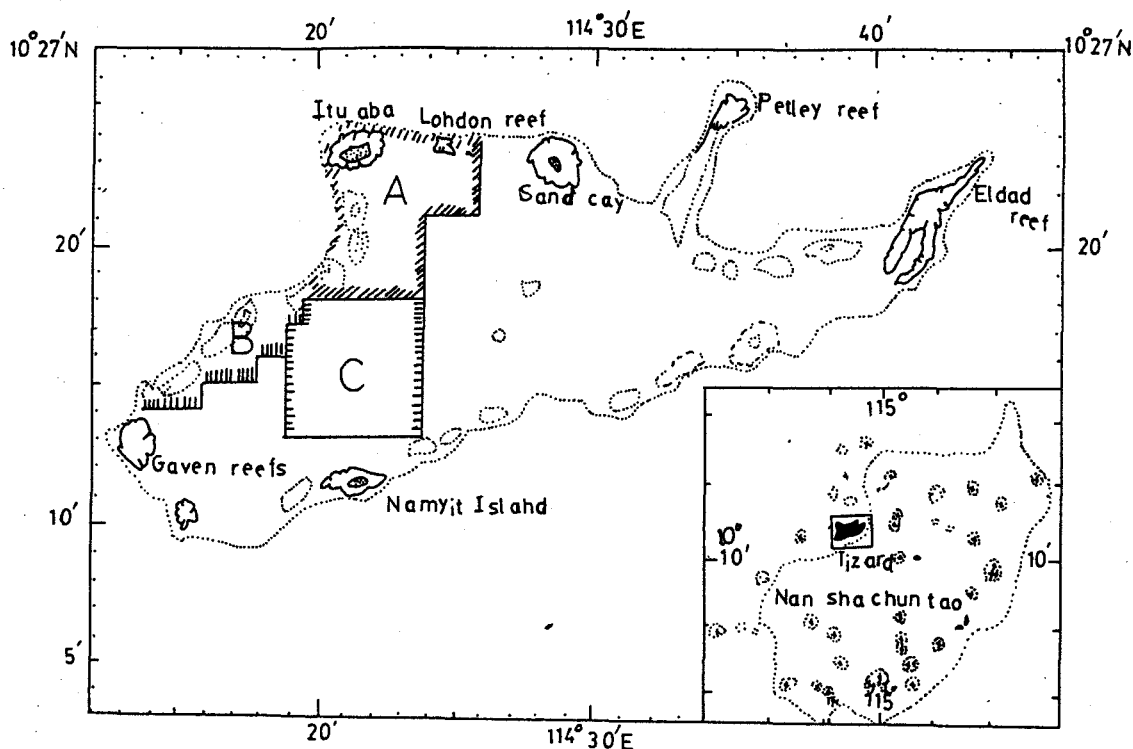 20′ 114°30′E 40′
10°27′N 10°27′N
Itu aba Lohdon reef Petley reef
A Sand cay Eldad
reef
20′ 20′
B
C
115°
Gaven reefs
Namyit Islahd
10′ 10°
10′ 10′
Tizard
Nan sha chun tao
5′
115°
20′ 114°30′E